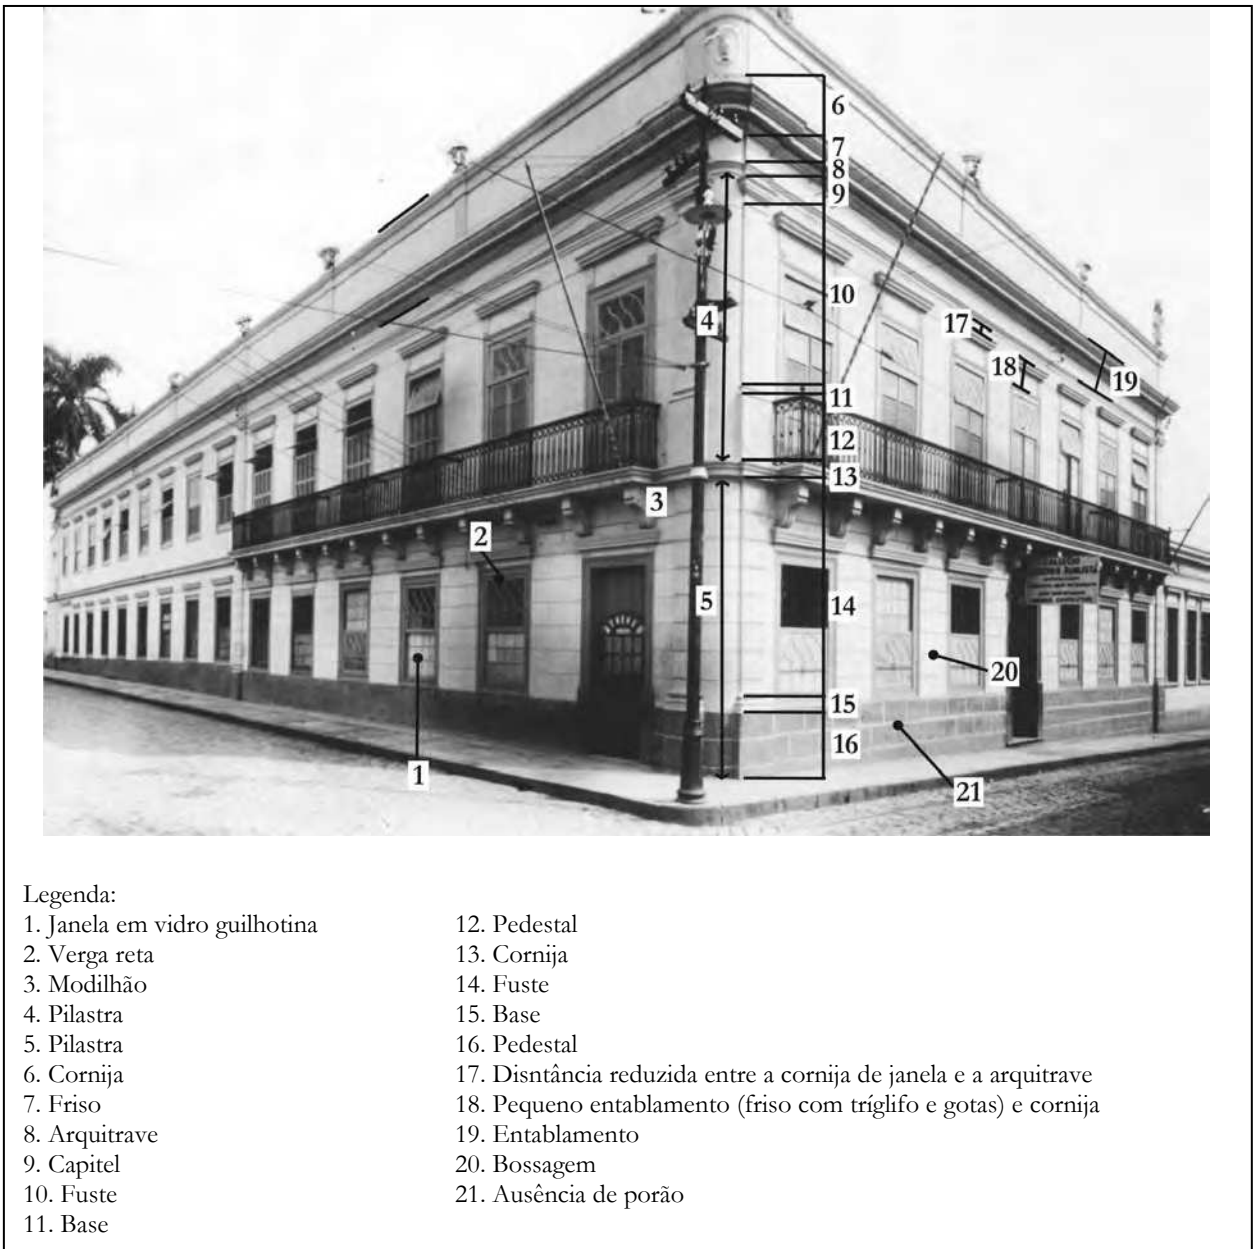 6
7
8
9
10
4
17
18
19
11
12
13
3
2
5
14
20
15
16
1
21
Legenda:
1. Janela em vidro guilhotina
2. Verga reta
3. Modilhão
4. Pilastra
5. Pilastra
6. Cornija
7. Friso
8. Arquitrave
9. Capitel
10. Fuste
11. Base
12. Pedestal
13. Cornija
14. Fuste
15. Base
16. Pedestal
17. Disntância reduzida entre a cornija de janela e a arquitrave
18. Pequeno entablamento (friso com tríglifo e gotas) e cornija
19. Entablamento
20. Bossagem
21. Ausência de porão